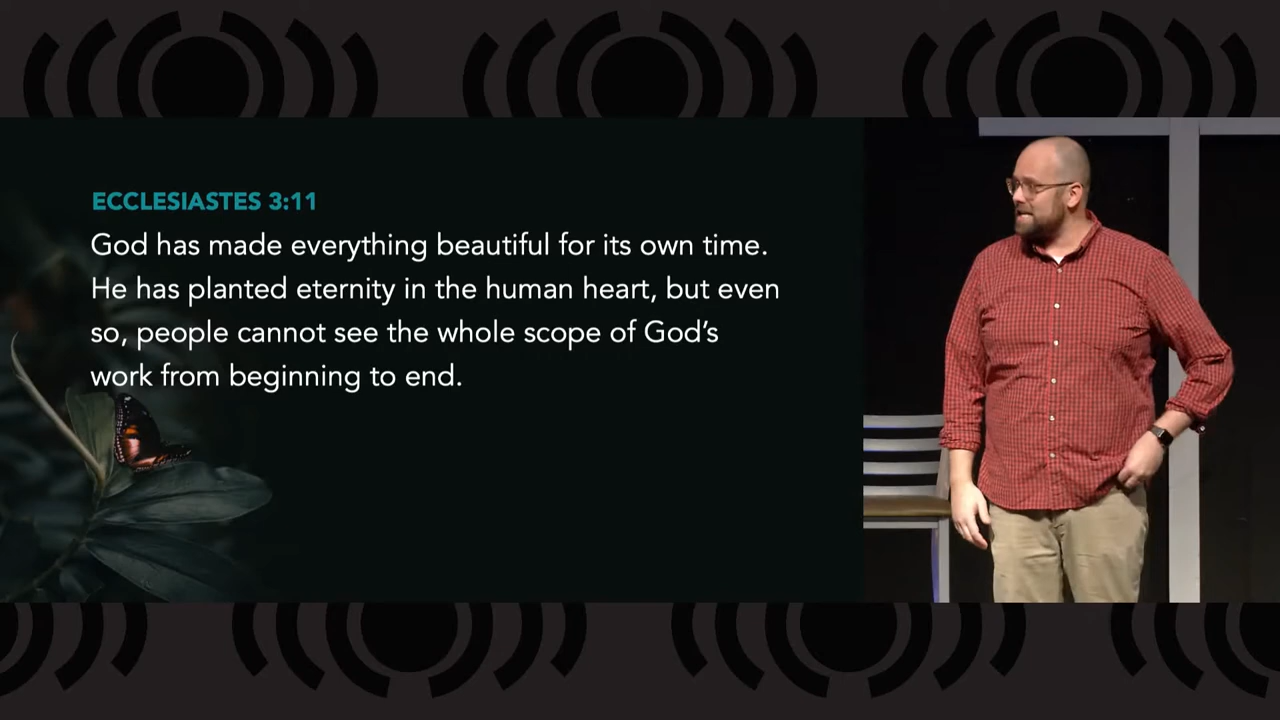 ECCLESIASTES 3:11
God has made everything beautiful for its own time.
He has planted eternity in the human heart, but even
so, people cannot see the whole scope of God’s
work from beginning to end.